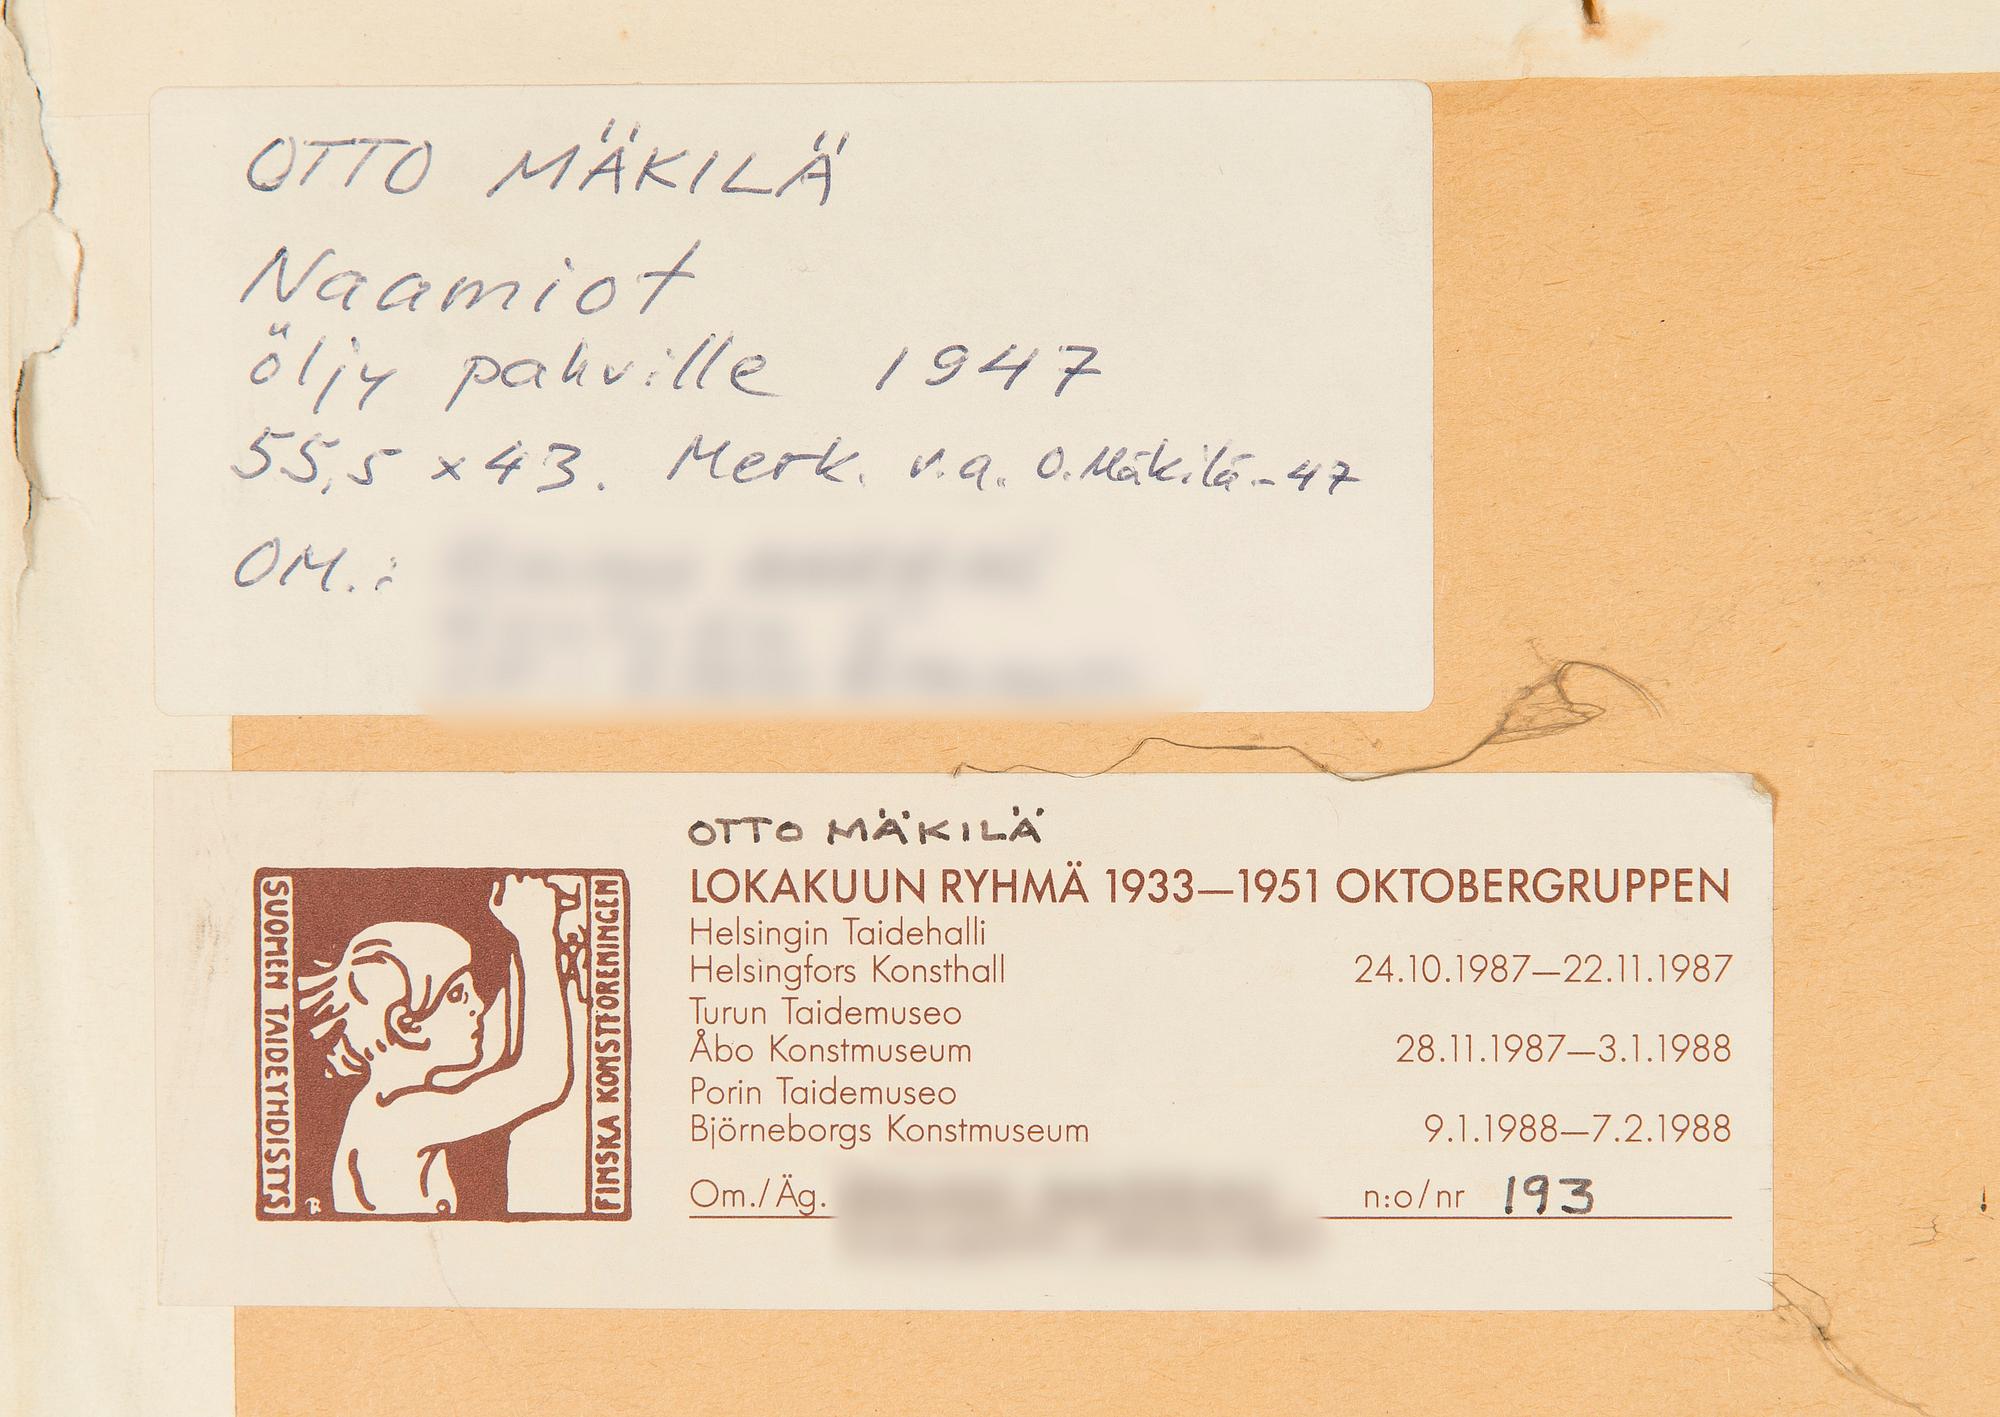 OTTO MÄKILÄ
Naamiot
öljy pahville 1947
55,5 x 43. Merk. v.a. O.Mäkilä-47
OM.:
OTTO MÄKILÄ
LOKAKUUN RYHMÄ 1933—1951 OKTOBERGRUPPEN
Helsingin Taidehalli
Helsingfors Konsthall 24.10.1987—22.11.1987
Turun Taidemuseo
Åbo Konstmuseum 28.11.1987—3.1.1988
Porin Taidemuseo
Björneborgs Konstmuseum 9.1.1988—7.2.1988
Om./Äg. n:o/nr 193
SUOMEN TAIDEYHDISTYS
FINSKA KONSTFÖRENINGEN